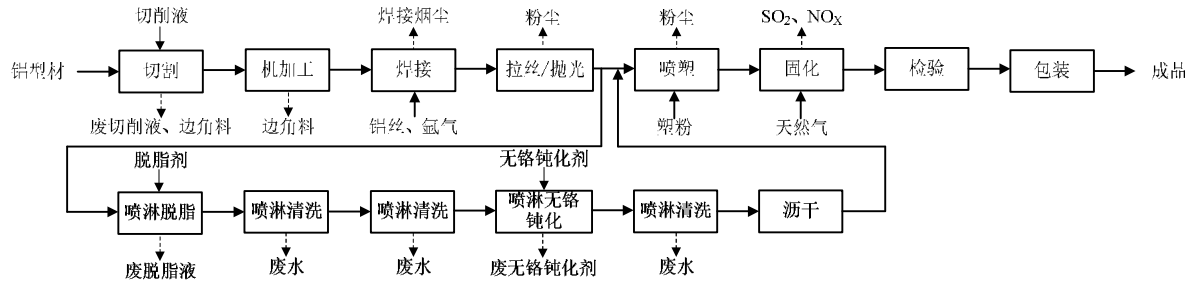 切削液 焊接烟尘 粉尘 粉尘 SO₂、NOX
铝型材 切割 机加工 焊接 拉丝/抛光 喷塑 固化 检验 包装 成品
废切削液、边角料 边角料 铝丝、氩气 塑粉 天然气
脱脂剂 无铬钝化剂
喷淋脱脂 喷淋清洗 喷淋清洗 喷淋无铬 喷淋清洗 沥干
钝化
废脱脂液 废水 废水 废无铬钝化剂 废水